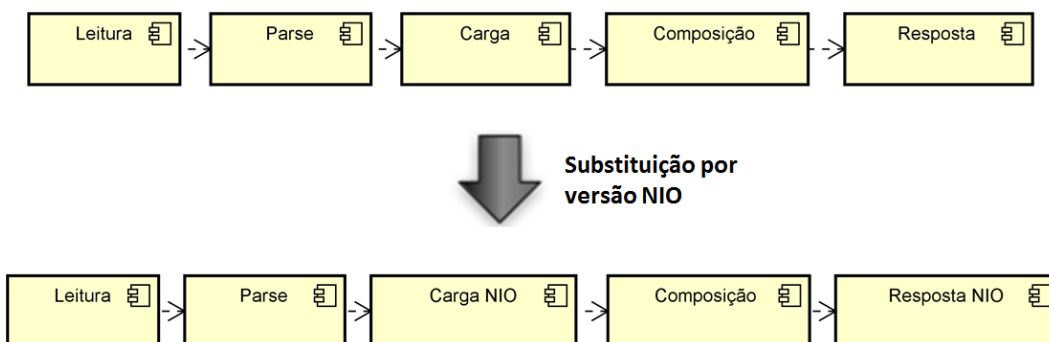 Leitura Parse Carga Composição Resposta
Substituição por
versão NIO
Leitura Parse Carga NIO Composição Resposta NIO